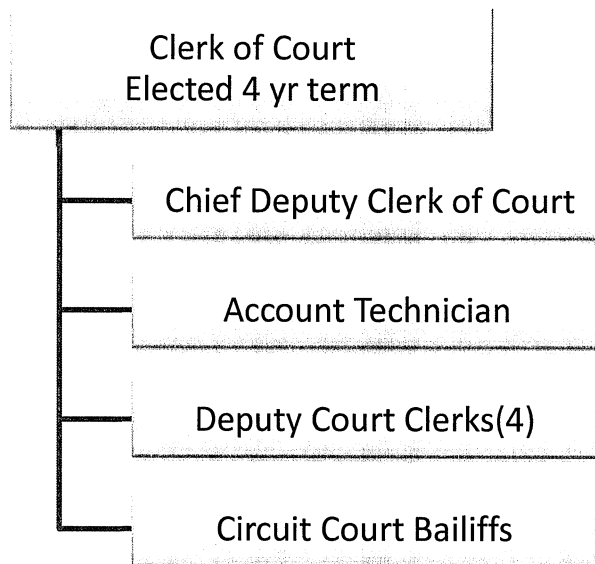 Clerk of Court
Elected 4 yr term
Chief Deputy Clerk of Court
Account Technician
Deputy Court Clerks(4)
Circuit Court Bailiffs